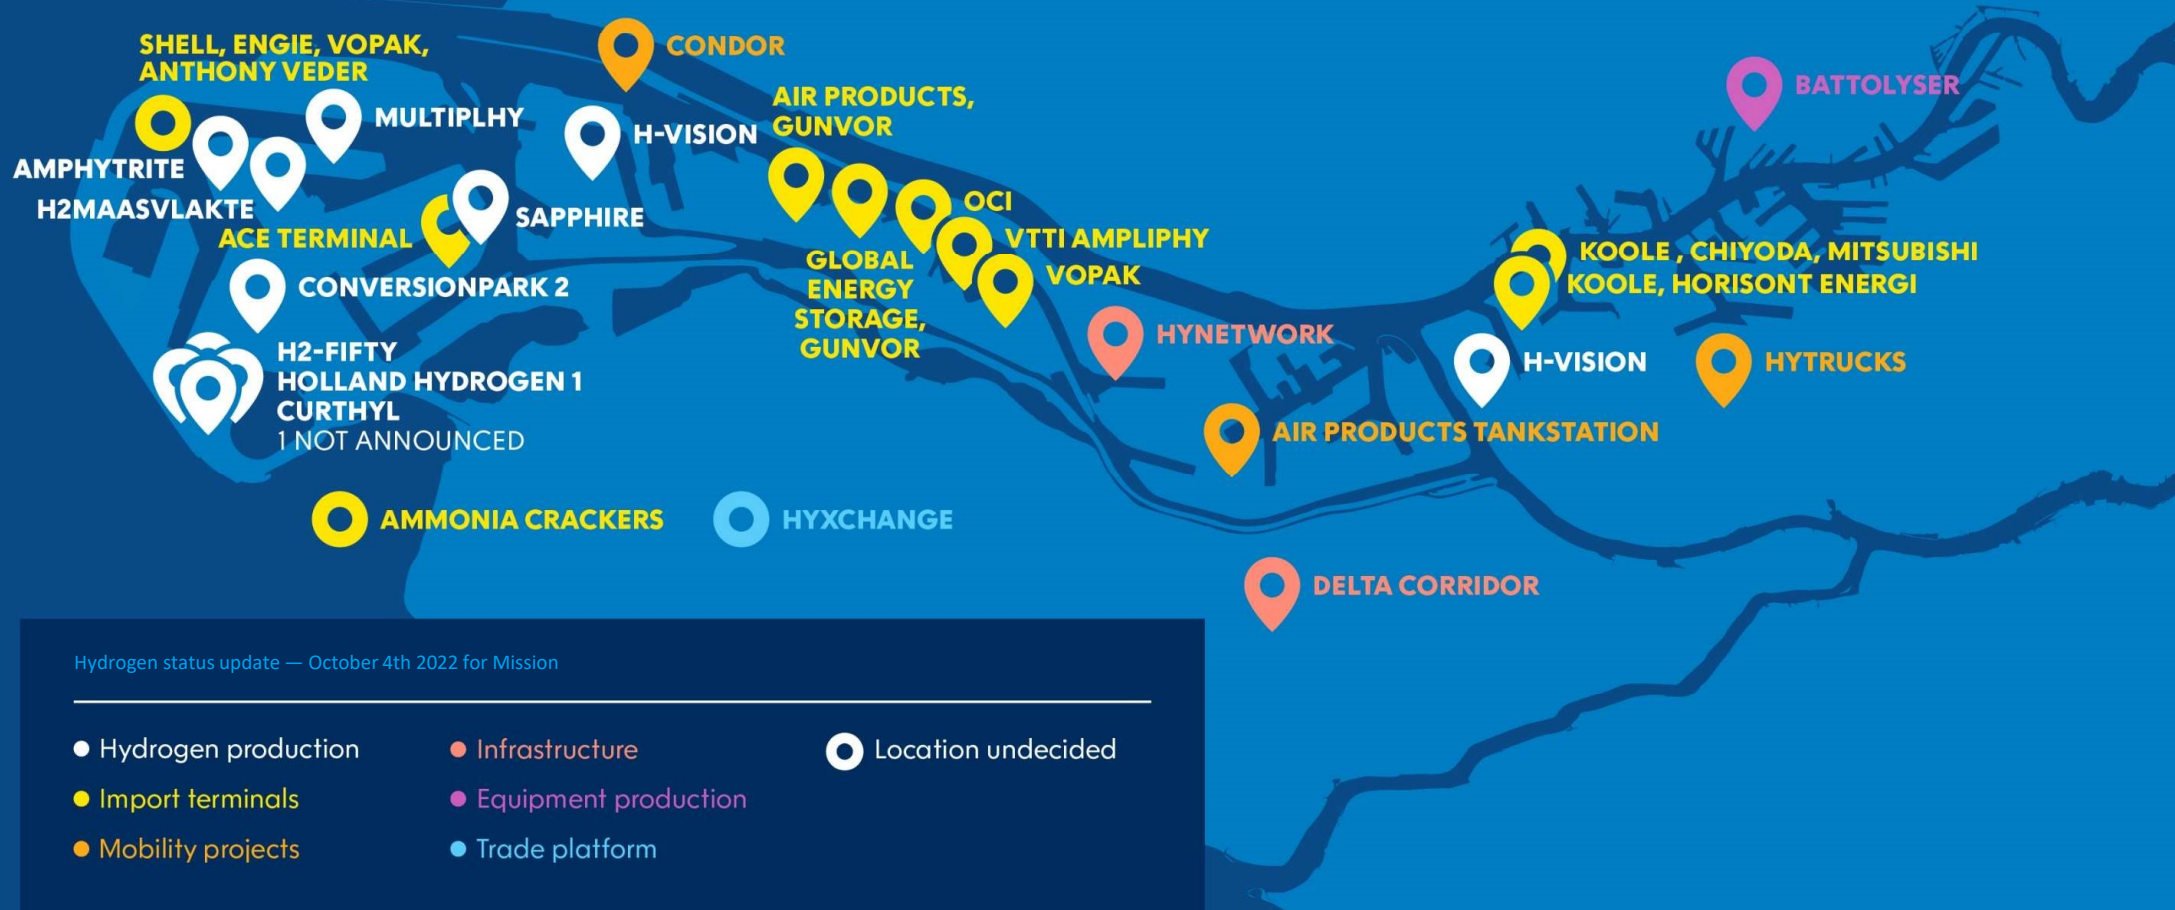 SHELL, ENGIE, VOPAK,
ANTHONY VEDER
CONDOR
BATTOLYSER
MULTIPLHY
H-VISION
AIR PRODUCTS,
GUNVOR
AMPHYTRITE
H2MAASVLAKTE
ACE TERMINAL
SAPPHIRE
OCI
VTTI AMPLIPHY
VOPAK
GLOBAL
ENERGY
STORAGE,
GUNVOR
KOOLE , CHIYODA, MITSUBISHI
KOOLE, HORISONT ENERGI
CONVERSIONPARK 2
HYNETWORK
H-VISION
HYTRUCKS
H2-FIFTY
HOLLAND HYDROGEN 1
CURTHYL
1 NOT ANNOUNCED
AIR PRODUCTS TANKSTATION
AMMONIA CRACKERS
HYXCHANGE
DELTA CORRIDOR
Hydrogen status update — October 4th 2022 for Mission
Hydrogen production
Import terminals
Mobility projects
Infrastructure
Equipment production
Trade platform
Location undecided